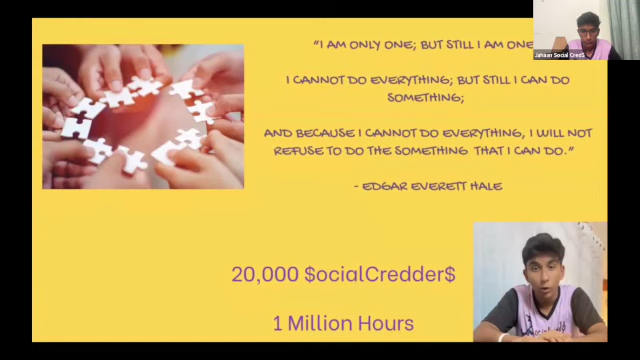 "I AM ONLY ONE; BUT STILL I AM ONE
I CANNOT DO EVERYTHING; BUT STILL I CAN DO
SOMETHING;
AND BECAUSE I CANNOT DO EVERYTHING, I WILL NOT
REFUSE TO DO THE SOMETHING THAT I CAN DO."
- EDGAR EVERETT HALE
20,000 $ocialCredder$
1 Million Hours
Jahaan Social Cred$